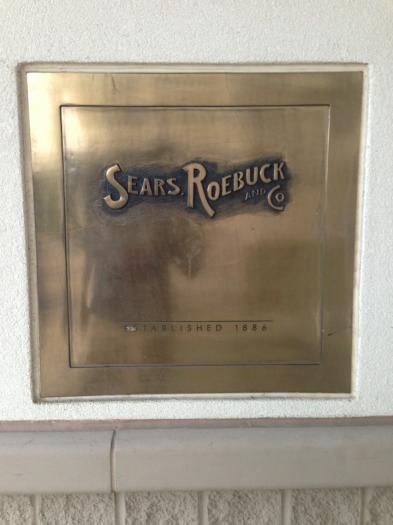 SEARS, ROEBUCK AND CO
ESTABLISHED 1886